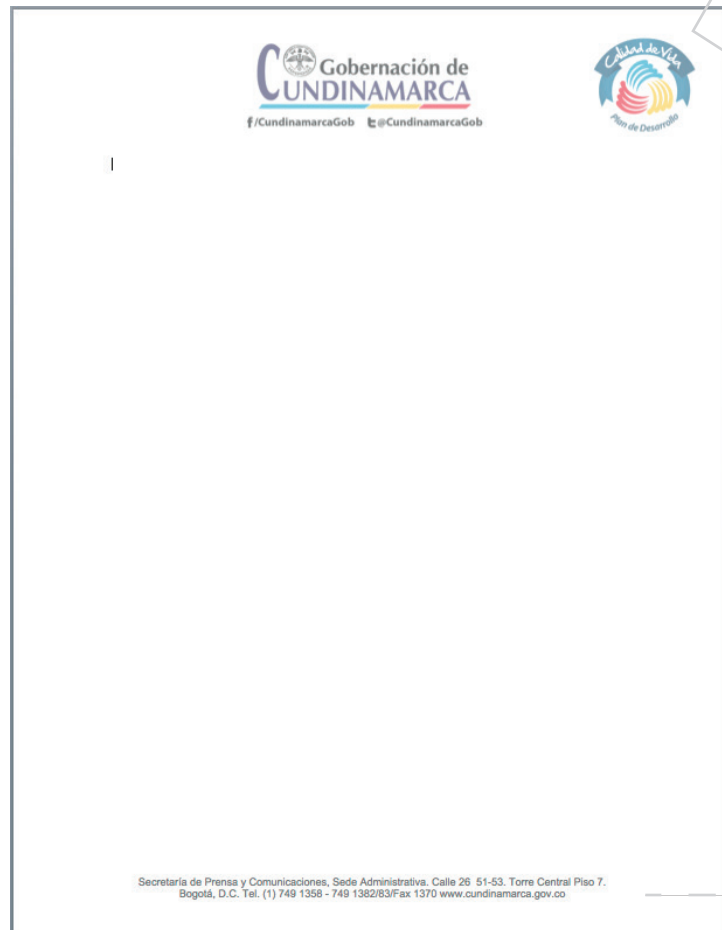 Gobernación de
CUNDINAMARCA
f/CundinamarcaGob @CundinamarcaGob
Calidad de Vida
Plan de Desarrollo
Secretaría de Prensa y Comunicaciones, Sede Administrativa. Calle 26 51-53. Torre Central Piso 7.
Bogotá, D.C. Tel. (1) 749 1358 - 749 1382/83/Fax 1370 www.cundinamarca.gov.co